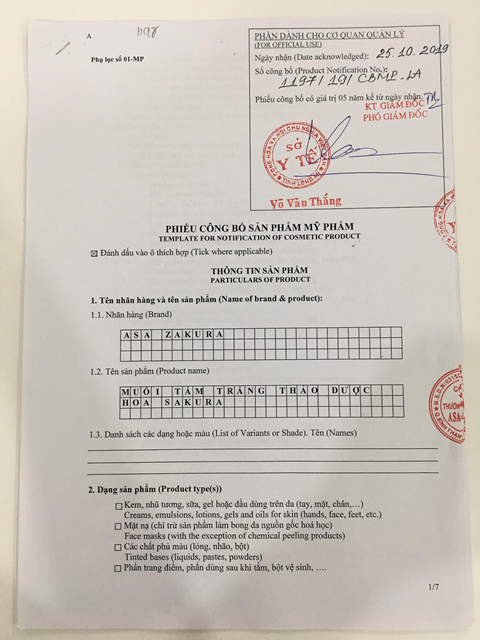 A
1197
Phụ lục số 01-MP
PHẦN DÀNH CHO CƠ QUAN QUẢN LÝ
(FOR OFFICIAL USE)
Ngày nhận (Date acknowledged): 25.10.2019
Số công bố (Product Notification No.):
1197/19/CBMP-LA
Phiếu công bố có giá trị 05 năm kể từ ngày nhận
KT GIÁM ĐỐC
PHÓ GIÁM ĐỐC
SỞ
Y TẾ
Võ Văn Thắng
PHIẾU CÔNG BỐ SẢN PHẨM MỸ PHẨM
TEMPLATE FOR NOTIFICATION OF COSMETIC PRODUCT
☒ Đánh dấu vào ô thích hợp (Tick where applicable)
THÔNG TIN SẢN PHẨM
PARTICULARS OF PRODUCT
1. Tên nhãn hàng và tên sản phẩm (Name of brand & product):
1.1. Nhãn hàng (Brand)
ASA ZAKURA
1.2. Tên sản phẩm (Product name)
MUỐI TẮM TRẮNG THẢO DƯỢC
HOA SAKURA
1.3. Danh sách các dạng hoặc màu (List of Variants or Shade). Tên (Names)
2. Dạng sản phẩm (Product type(s))
☐ Kem, nhũ tương, sữa, gel hoặc dầu dùng trên da (tay, mặt, chân,…)
Creams, emulsions, lotions, gels and oils for skin (hands, face, feet, etc.)
☐ Mặt nạ (chỉ trừ sản phẩm làm bong da nguồn gốc hoá học)
Face masks (with the exception of chemical peeling products)
☐ Các chất phủ màu (lỏng, nhão, bột)
Tinted bases (liquids, pastes, powders)
☐ Phấn trang điểm, phấn dùng sau khi tắm, bột vệ sinh, ….
1/7